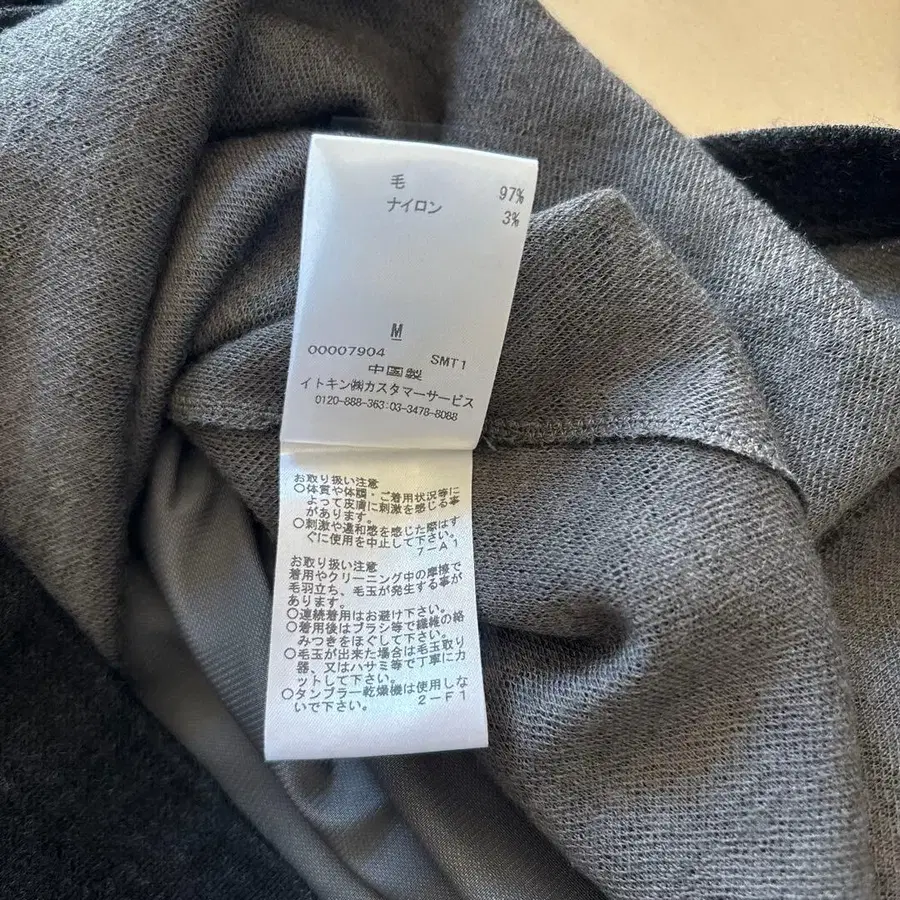 毛 97%
ナイロン 3%
M
00007904 SMT1
中国製
イトキン㈱カスタマーサービス
0120-888-363:03-3478-8088
お取り扱い注意
○体質や体調・ご着用状況等に
よって皮膚に刺激を感じる事
があります。
○刺激や違和感を感じた際はす
ぐに使用を中止して下さい。
7-A1
お取り扱い注意
着用やクリーニング中の摩擦で
毛羽立ち、毛玉が発生する事が
あります。
○連続着用はお避け下さい。
○着用後はブラシ等で繊維の絡
みつきをほぐして下さい。
○毛玉が出来た場合は毛玉取り
器、又はハサミ等で丁寧にカ
ットして下さい。
○タンブラー乾燥機は使用しな
いで下さい。 2-F1